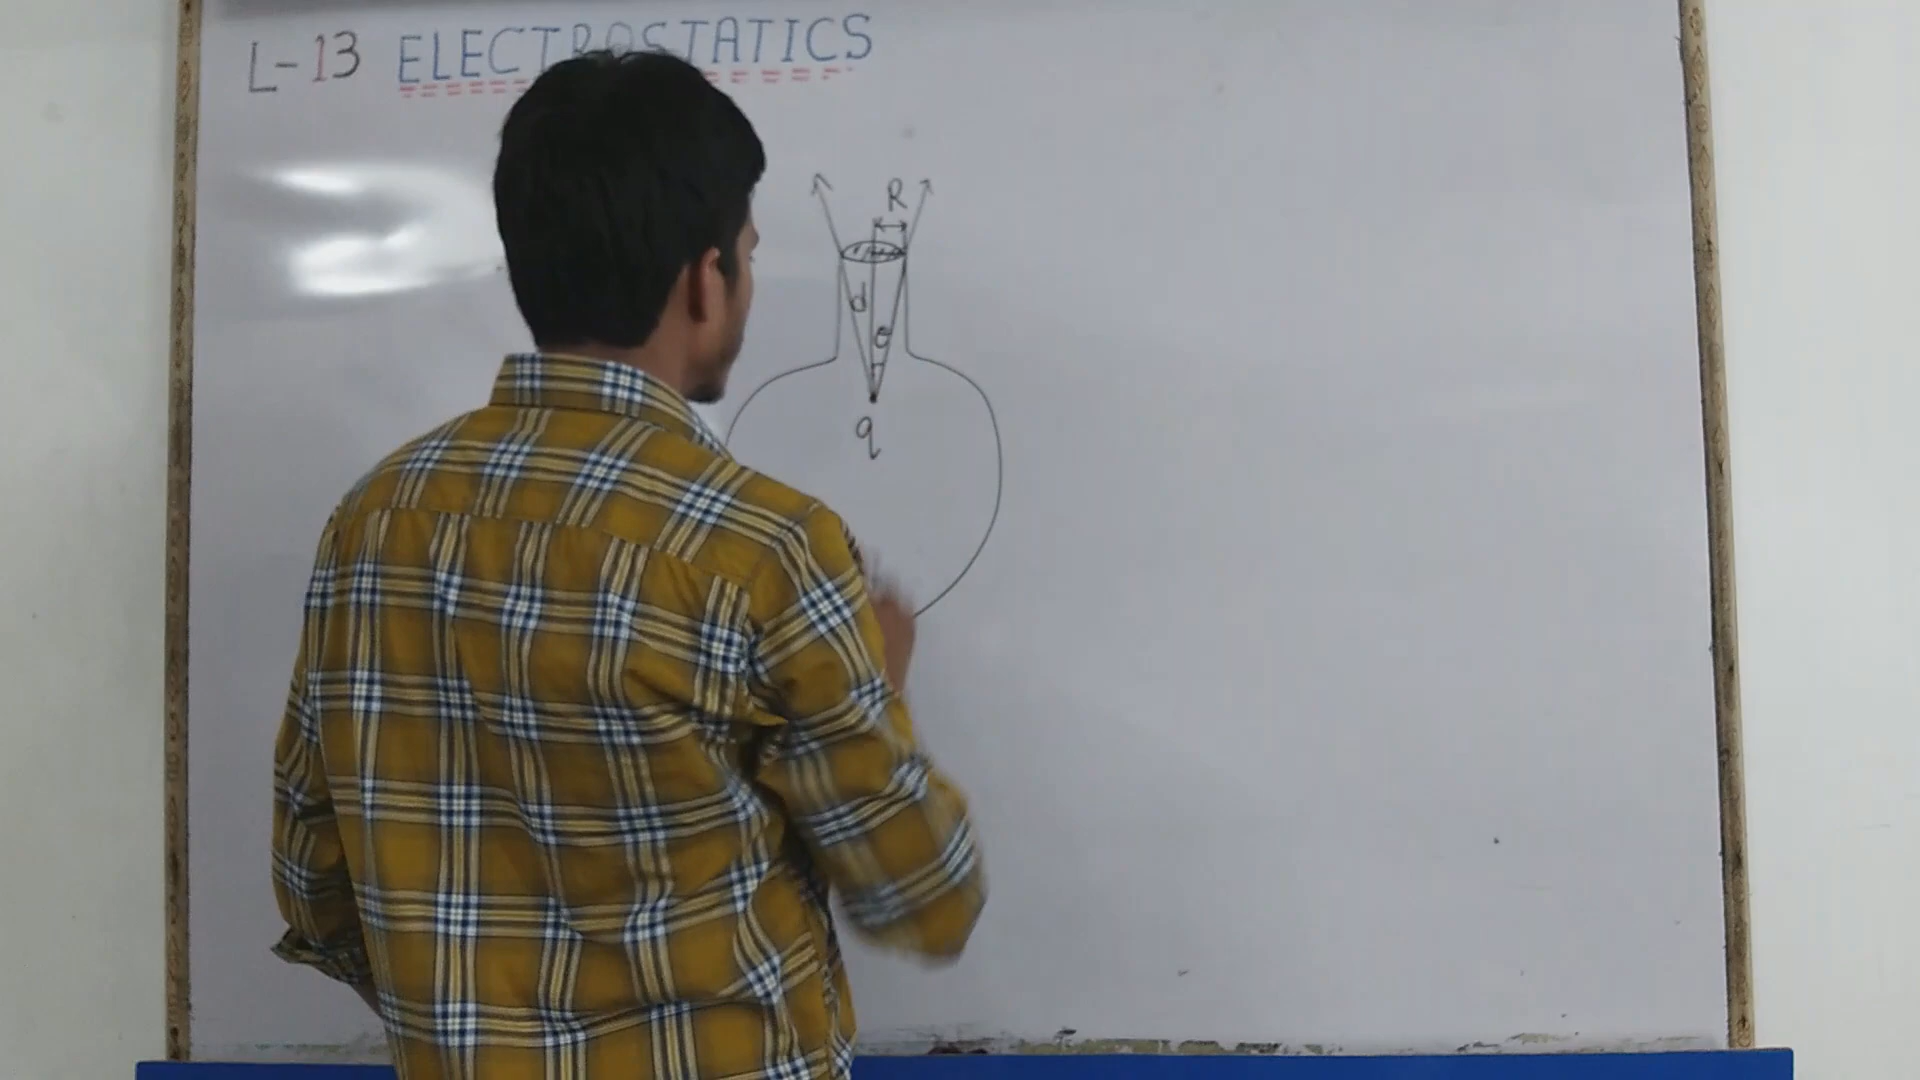 L-13 ELECTROSTATICS
R
d
θ
q